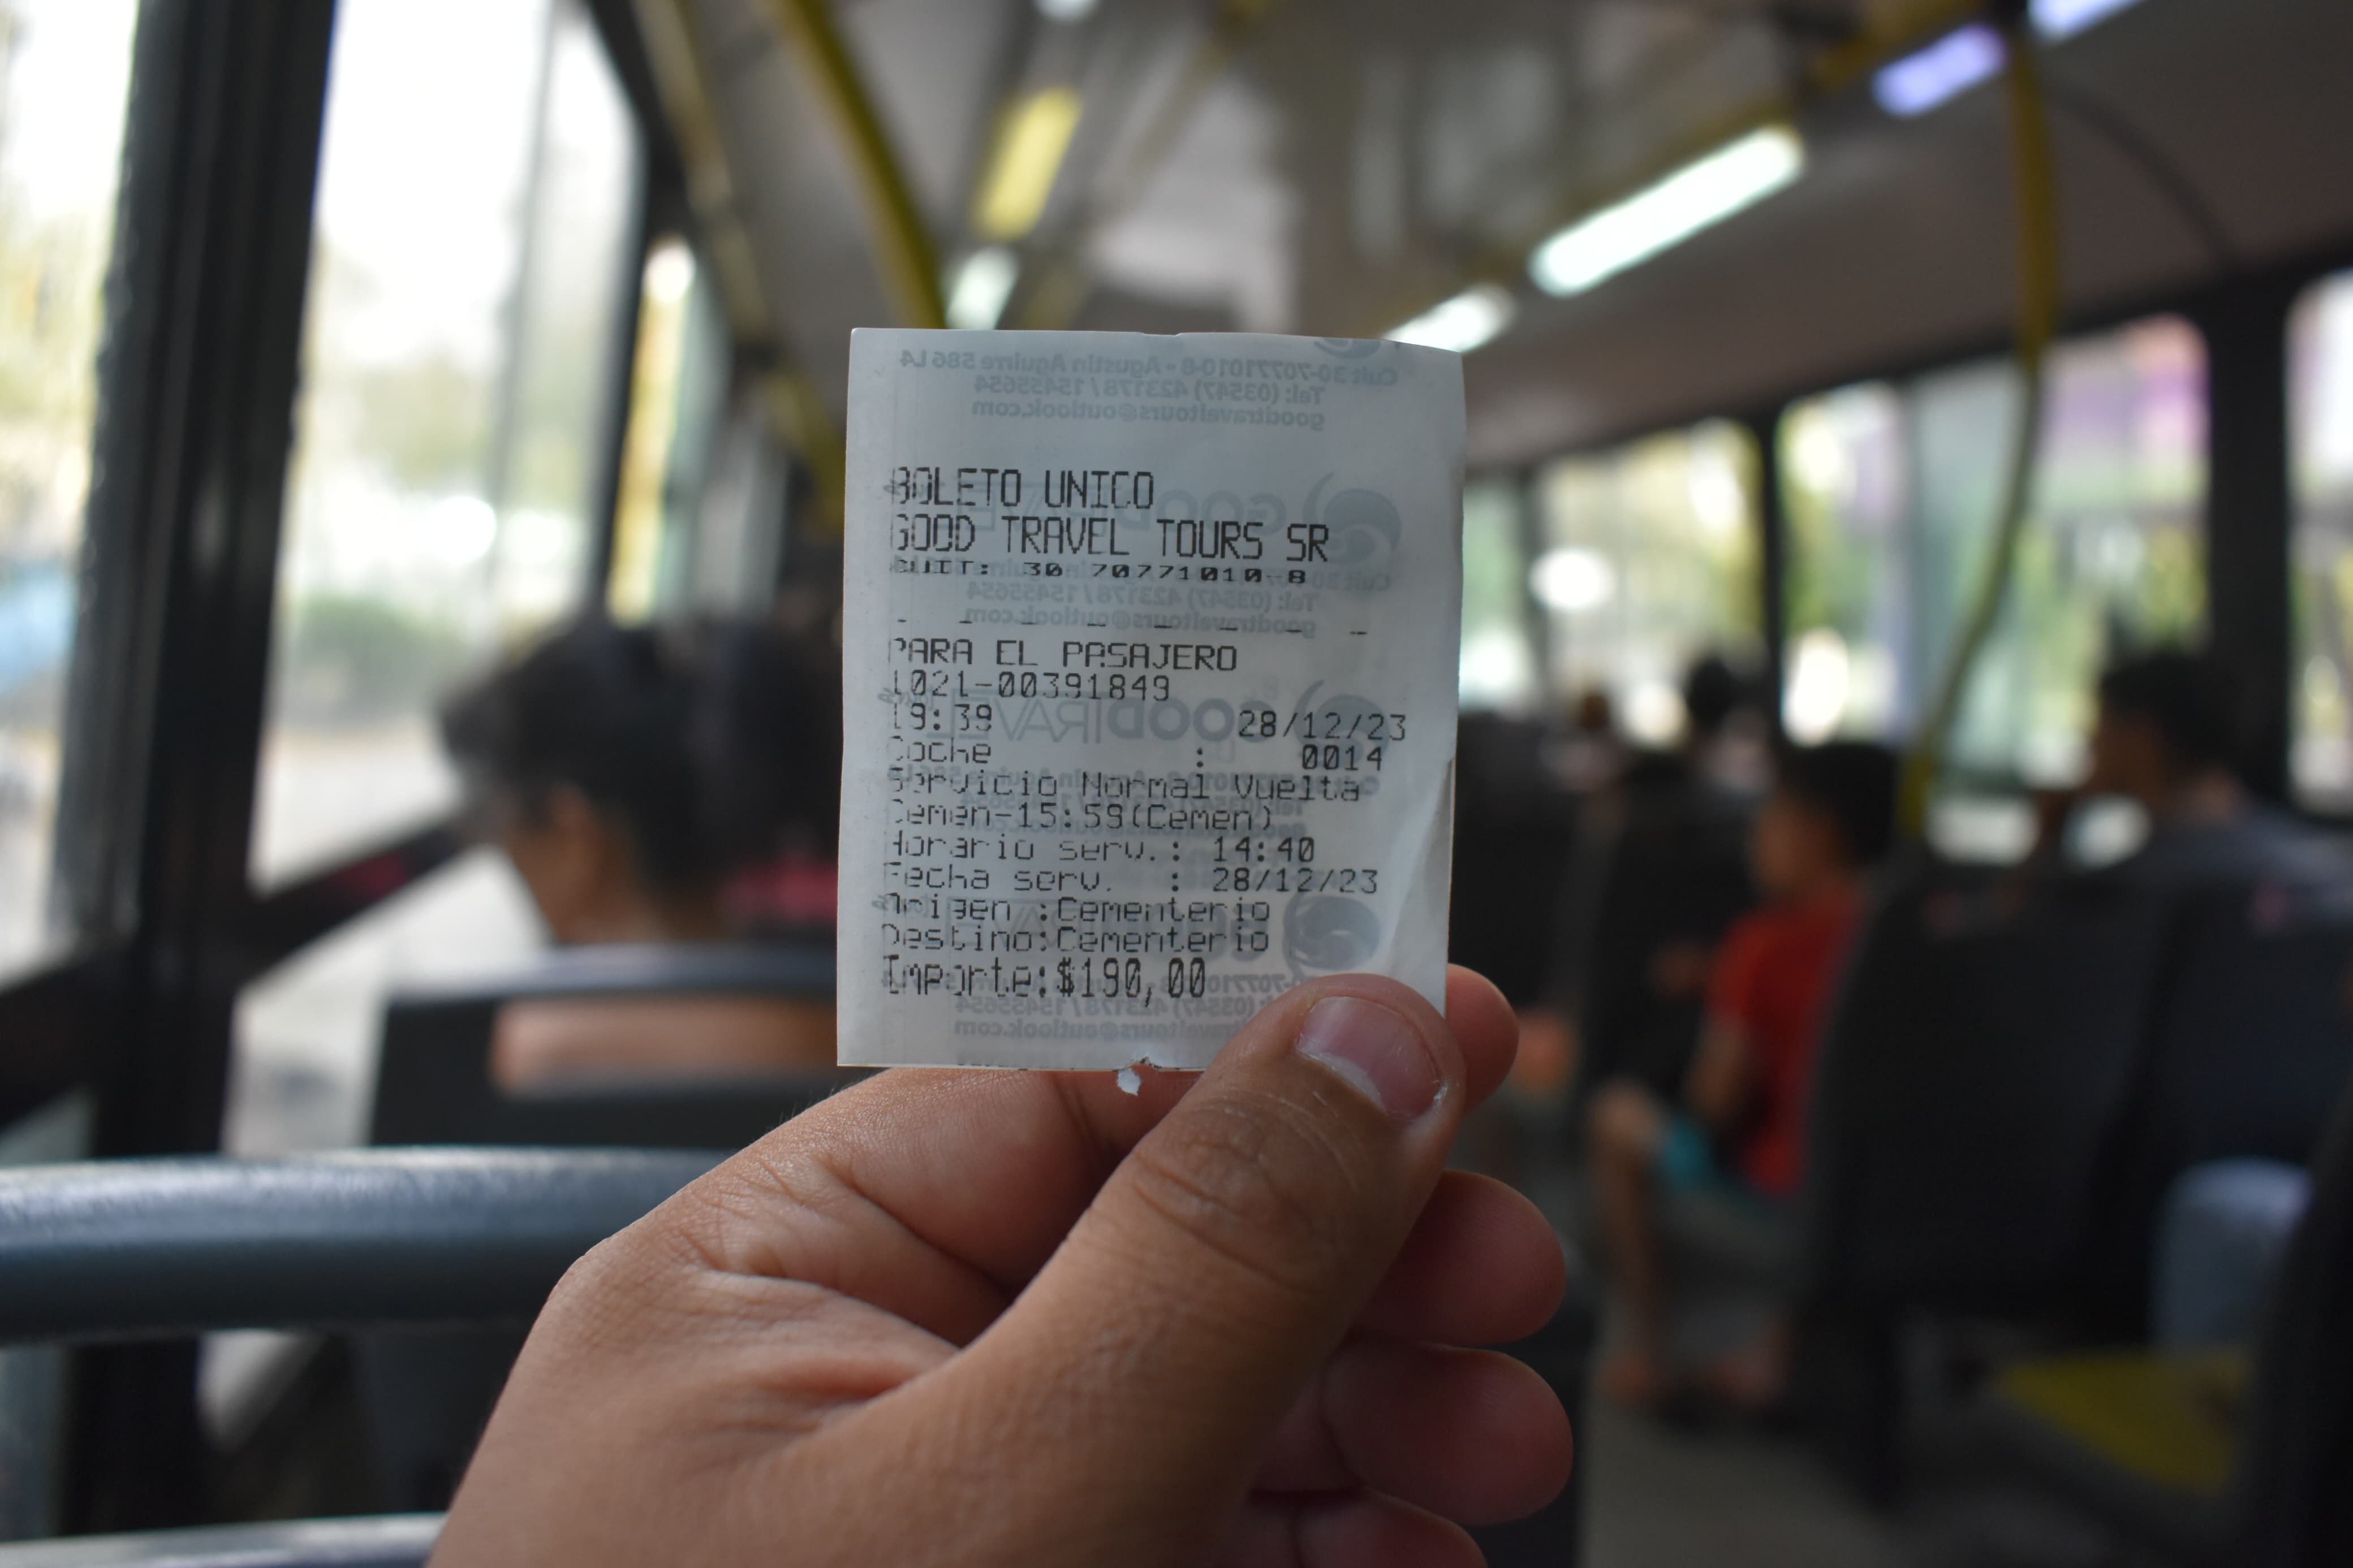 BOLETO UNICO
GOOD TRAVEL TOURS SR
CUIT: 30 70771010-8
PARA EL PASAJERO
1021-00391849
19:39 28/12/23
Coche : 0014
Servicio Normal Vuelta
Cemen-15:59(Cemen)
Horario serv.: 14:40
Fecha serv. : 28/12/23
Origen :Cementerio
Destino:Cementerio
Importe:$190,00